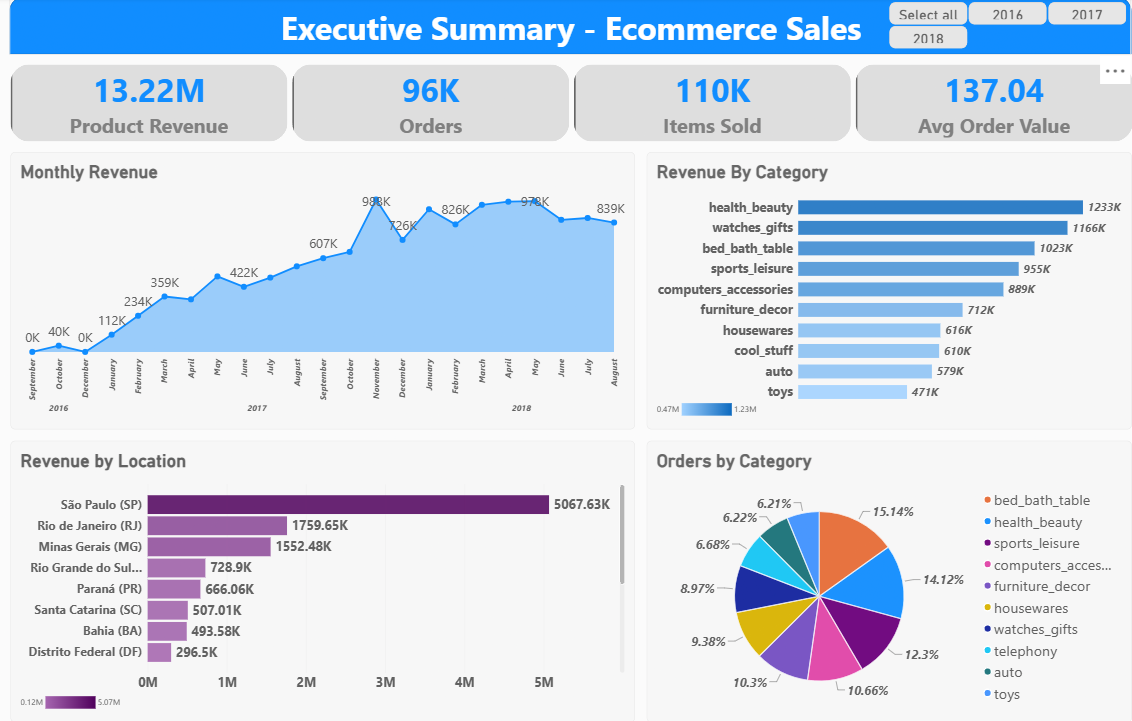 Executive Summary - Ecommerce Sales
Select all
2016
2017
2018
13.22M
Product Revenue
96K
Orders
110K
Items Sold
137.04
Avg Order Value
Monthly Revenue
0K
40K
0K
112K
234K
359K
422K
607K
988K
726K
826K
978K
839K
September
October
December
January
February
March
April
May
June
July
August
September
October
November
December
January
February
March
April
May
June
July
August
2016
2017
2018
Revenue By Category
health_beauty 1233K
watches_gifts 1166K
bed_bath_table 1023K
sports_leisure 955K
computers_accessories 889K
furniture_decor 712K
housewares 616K
cool_stuff 610K
auto 579K
toys 471K
0.47M 1.23M
Revenue by Location
São Paulo (SP) 5067.63K
Rio de Janeiro (RJ) 1759.65K
Minas Gerais (MG) 1552.48K
Rio Grande do Sul... 728.9K
Paraná (PR) 666.06K
Santa Catarina (SC) 507.01K
Bahia (BA) 493.58K
Distrito Federal (DF) 296.5K
0M 1M 2M 3M 4M 5M
0.12M 5.07M
Orders by Category
15.14%
14.12%
12.3%
10.66%
10.3%
9.38%
8.97%
6.68%
6.22%
6.21%
bed_bath_table
health_beauty
sports_leisure
computers_acces...
furniture_decor
housewares
watches_gifts
telephony
auto
toys